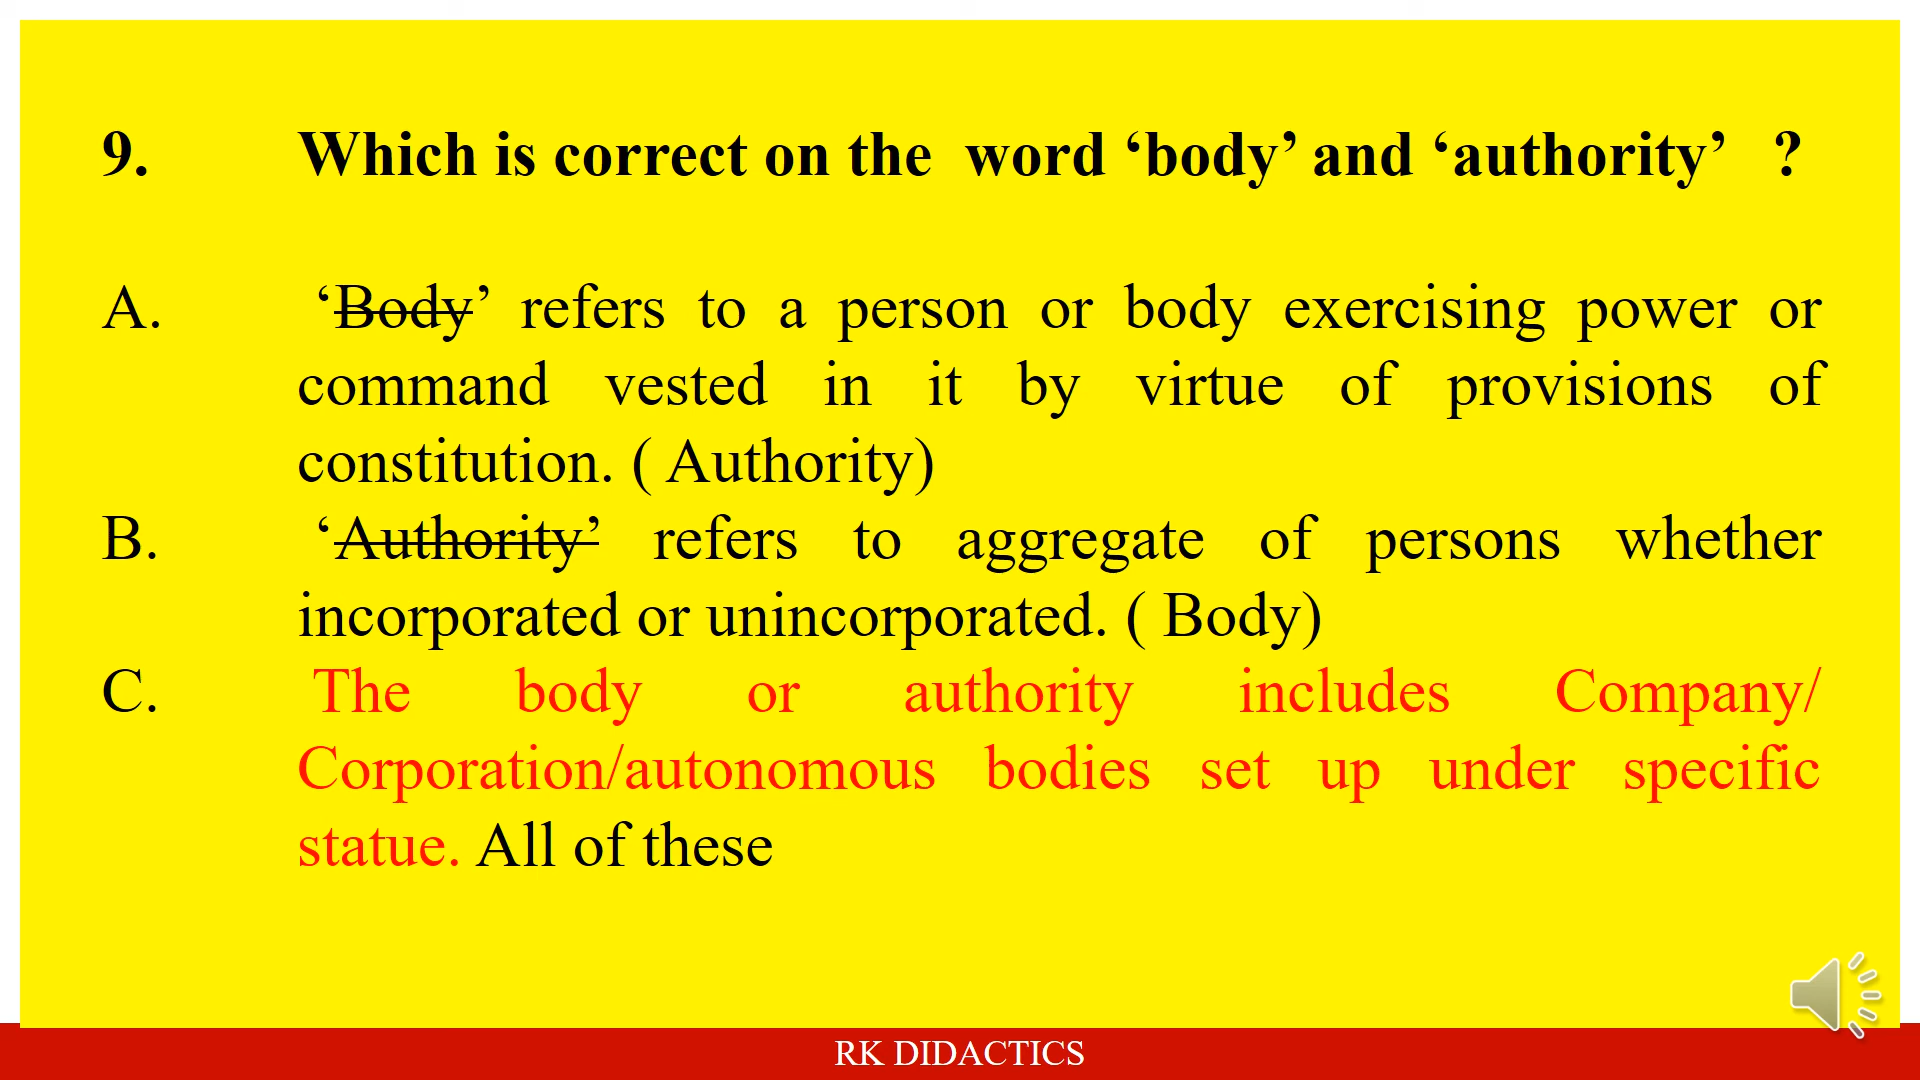 9. Which is correct on the word ‘body’ and ‘authority’ ?
A. ‘Body’ refers to a person or body exercising power or
command vested in it by virtue of provisions of
constitution. ( Authority)
B. ‘Authority’ refers to aggregate of persons whether
incorporated or unincorporated. ( Body)
C. The body or authority includes Company/
Corporation/autonomous bodies set up under specific
statue. All of these
RK DIDACTICS